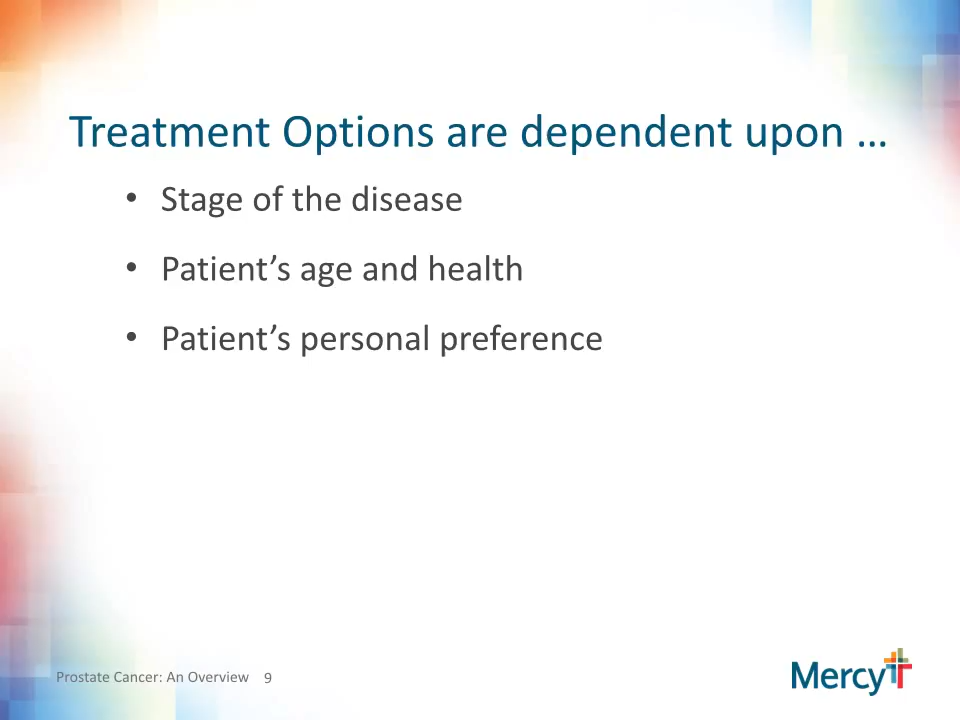 Treatment Options are dependent upon …
• Stage of the disease
• Patient’s age and health
• Patient’s personal preference
Prostate Cancer: An Overview 9
Mercy